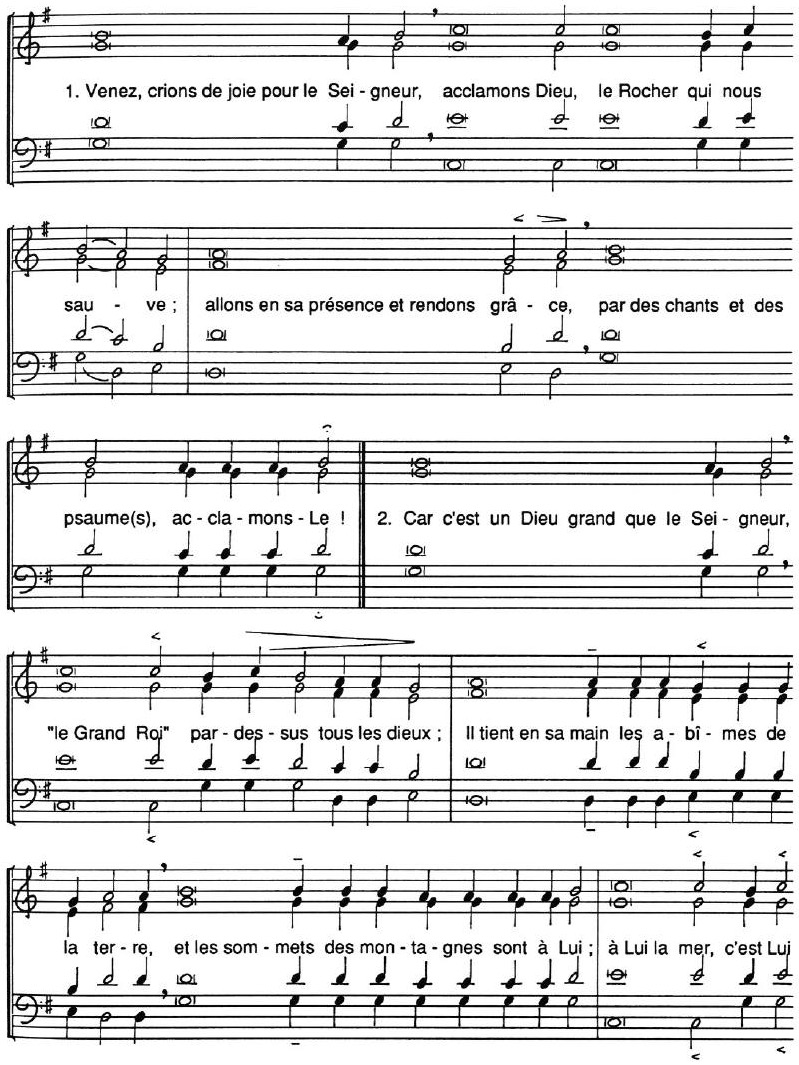 1. Venez, crions de joie pour le Sei - gneur, acclamons Dieu, le Rocher qui nous
sau - ve ; allons en sa présence et rendons grâ - ce, par des chants et des
psaume(s), ac - cla - mons - Le ! 2. Car c'est un Dieu grand que le Sei - gneur,
"le Grand Roi" par - des - sus tous les dieux ; Il tient en sa main les a - bî - mes de
la ter - re, et les som - mets des mon - ta - gnes sont à Lui ; à Lui la mer, c'est Lui